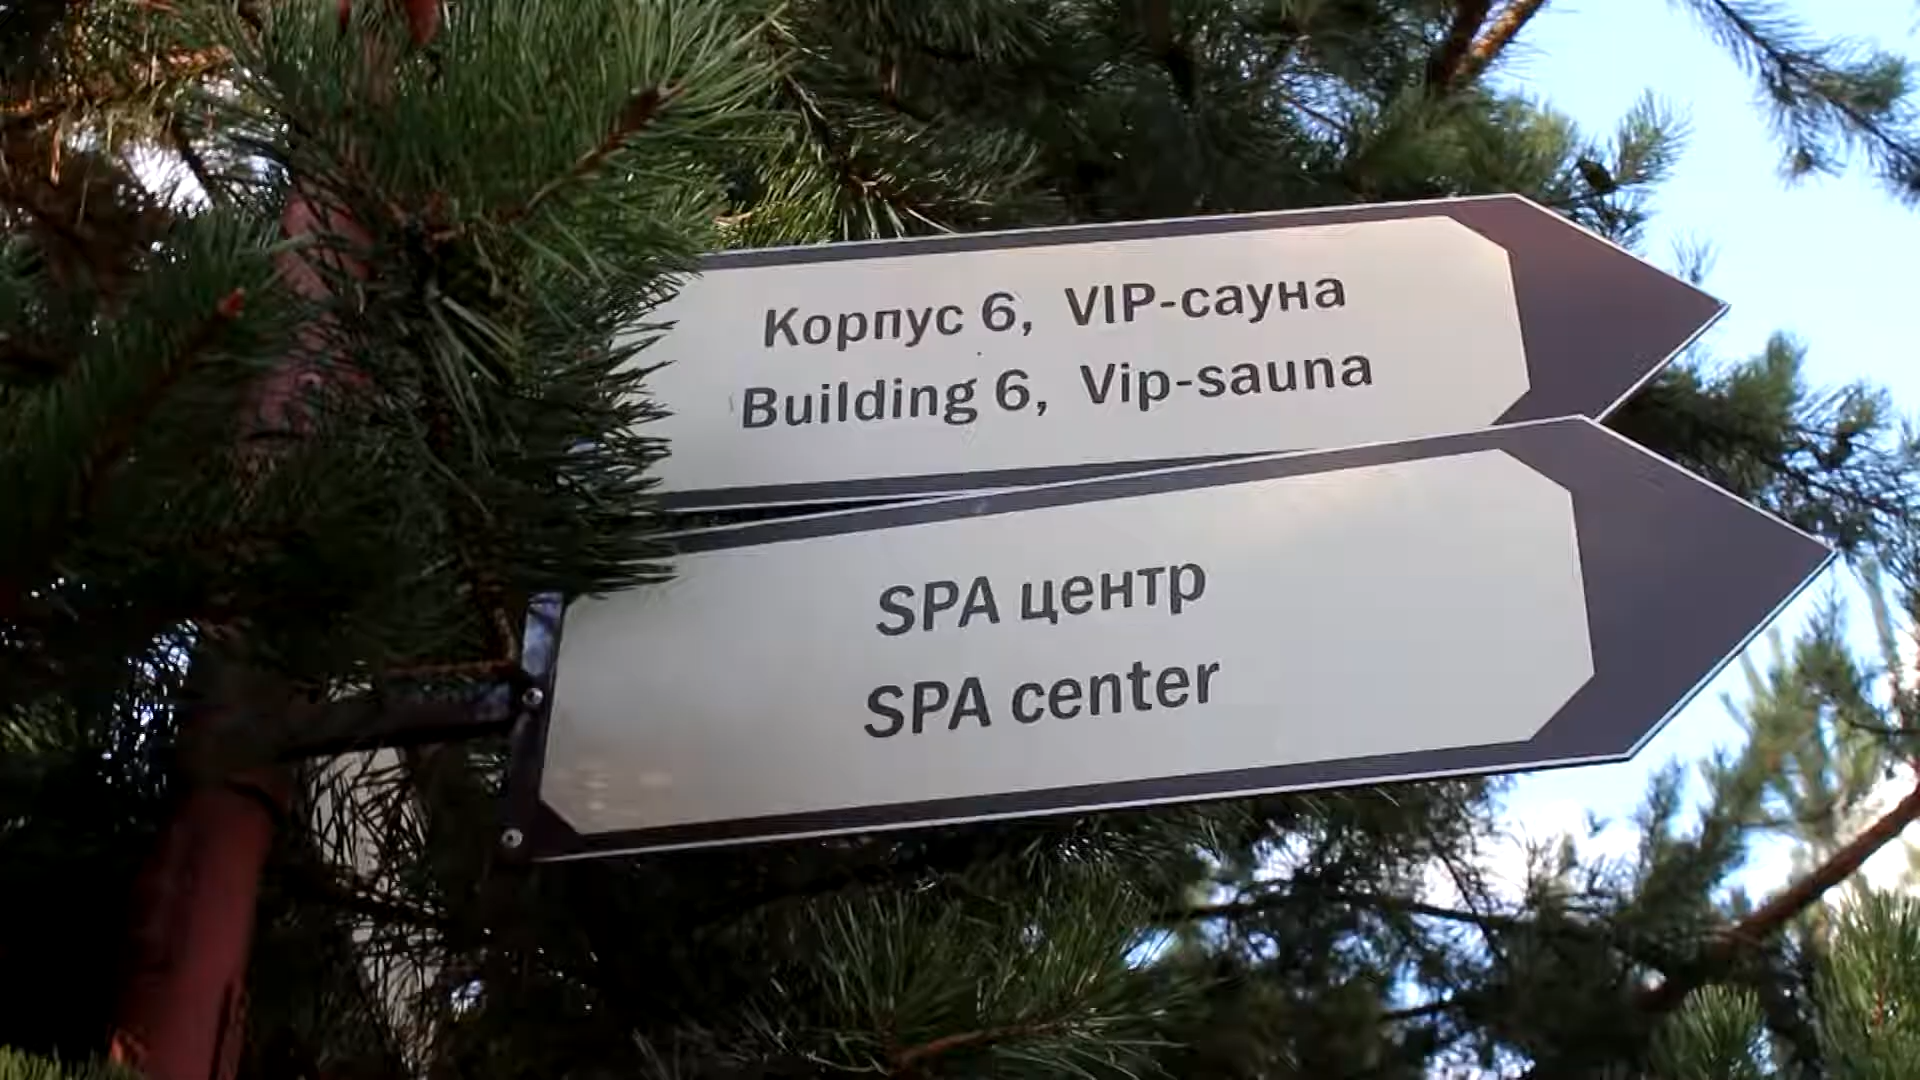 Корпус 6, VIP-сауна
Building 6, Vip-sauna
SPA центр
SPA center